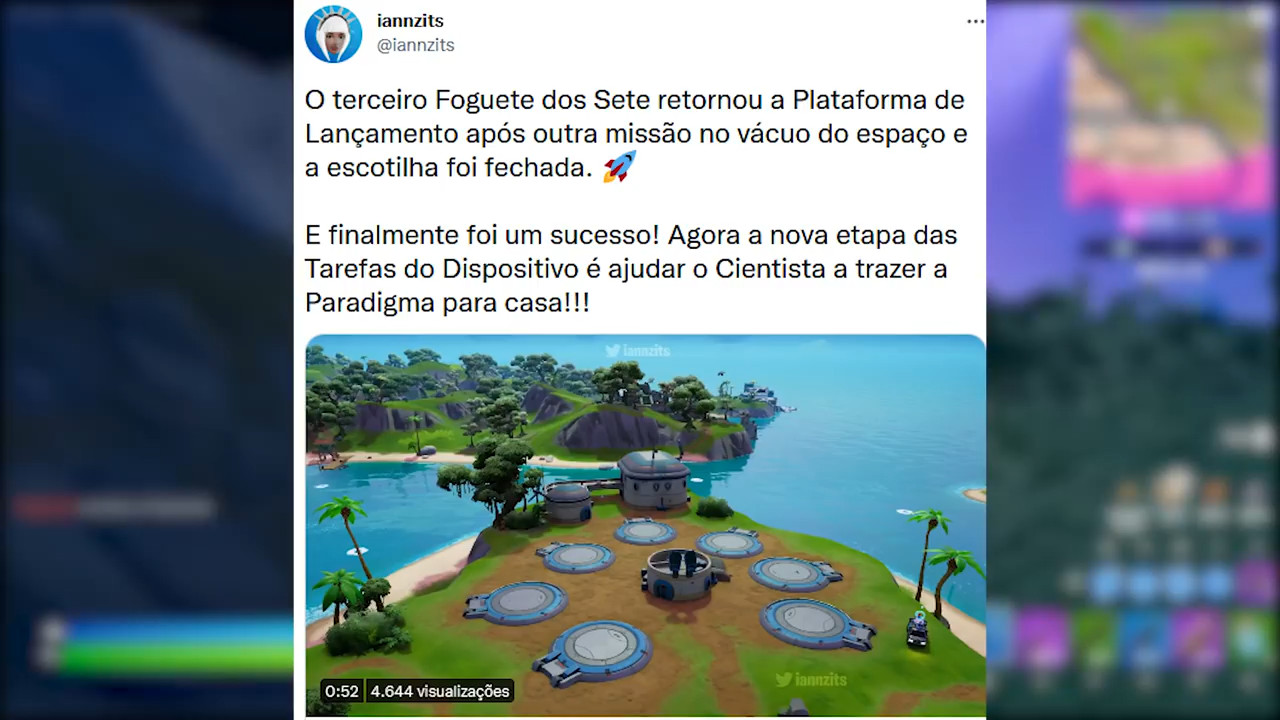 iannzits
@iannzits
O terceiro Foguete dos Sete retornou a Plataforma de
Lançamento após outra missão no vácuo do espaço e
a escotilha foi fechada. 🚀
E finalmente foi um sucesso! Agora a nova etapa das
Tarefas do Dispositivo é ajudar o Cientista a trazer a
Paradigma para casa!!!
iannzits
iannzits
0:52 4.644 visualizações